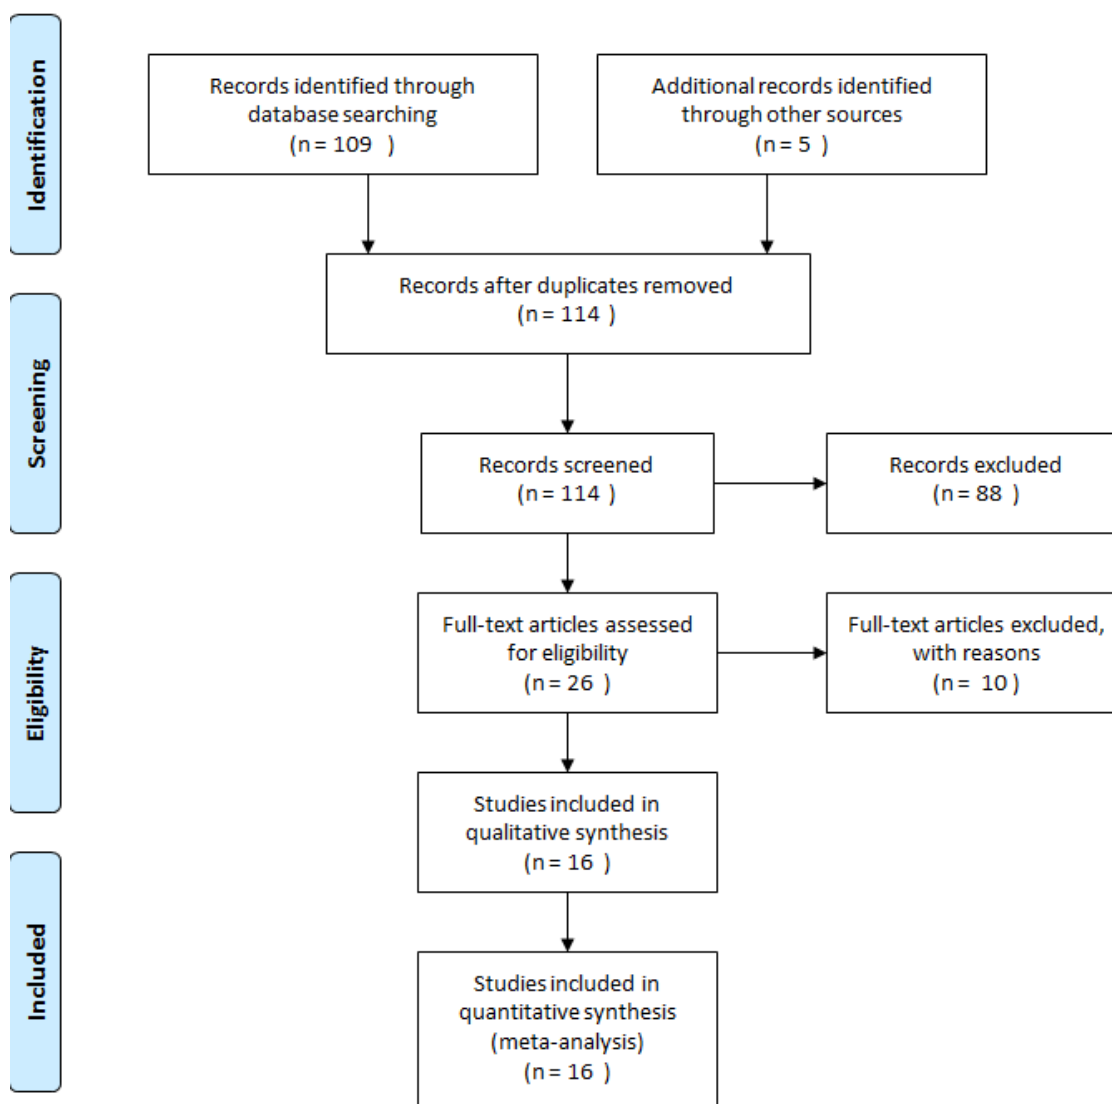 Identification
Records identified through
database searching
(n = 109 )
Additional records identified
through other sources
(n = 5 )
Records after duplicates removed
(n = 114 )
Screening
Records screened
(n = 114 )
Records excluded
(n = 88 )
Eligibility
Full-text articles assessed
for eligibility
(n = 26 )
Full-text articles excluded,
with reasons
(n = 10 )
Studies included in
qualitative synthesis
(n = 16 )
Included
Studies included in
quantitative synthesis
(meta-analysis)
(n = 16 )